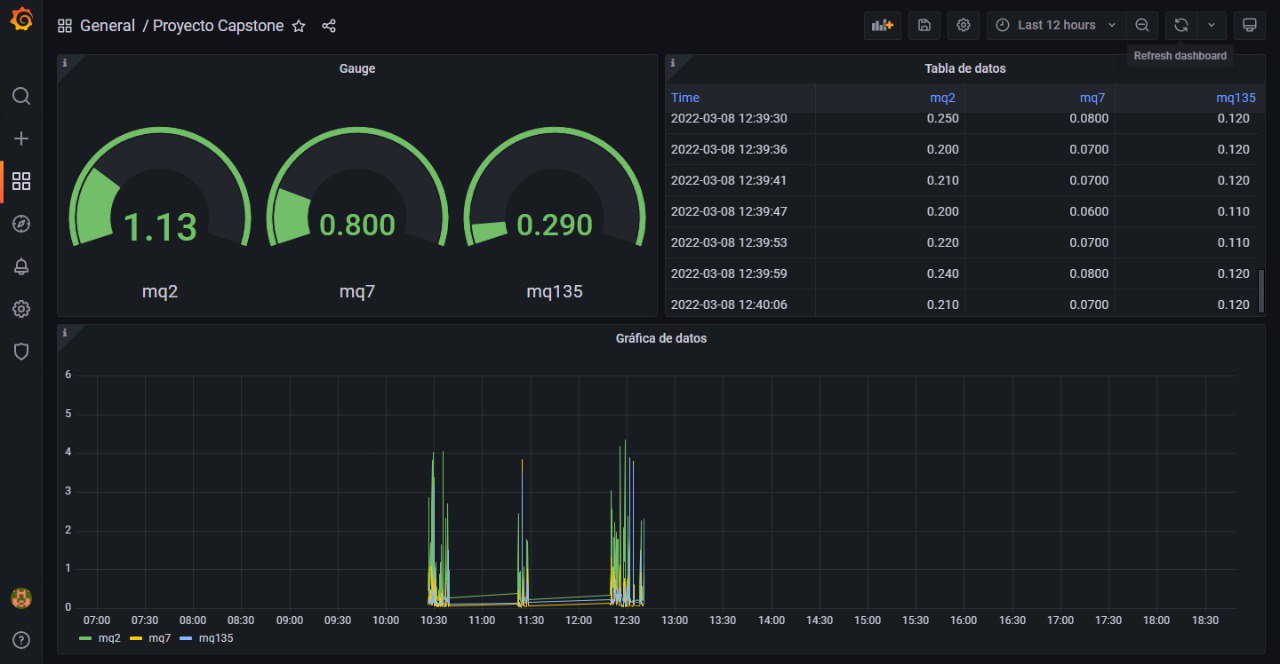 General / Proyecto Capstone
Last 12 hours
Refresh dashboard
Gauge
1.13
0.800
0.290
mq2
mq7
mq135
Tabla de datos
Time mq2 mq7 mq135
2022-03-08 12:39:30 0.250 0.0800 0.120
2022-03-08 12:39:36 0.200 0.0700 0.120
2022-03-08 12:39:41 0.210 0.0700 0.120
2022-03-08 12:39:47 0.200 0.0600 0.110
2022-03-08 12:39:53 0.220 0.0700 0.110
2022-03-08 12:39:59 0.240 0.0800 0.120
2022-03-08 12:40:06 0.210 0.0700 0.120
Gráfica de datos
6
5
4
3
2
1
0
07:00 07:30 08:00 08:30 09:00 09:30 10:00 10:30 11:00 11:30 12:00 12:30 13:00 13:30 14:00 14:30 15:00 15:30 16:00 16:30 17:00 17:30 18:00 18:30
mq2 mq7 mq135